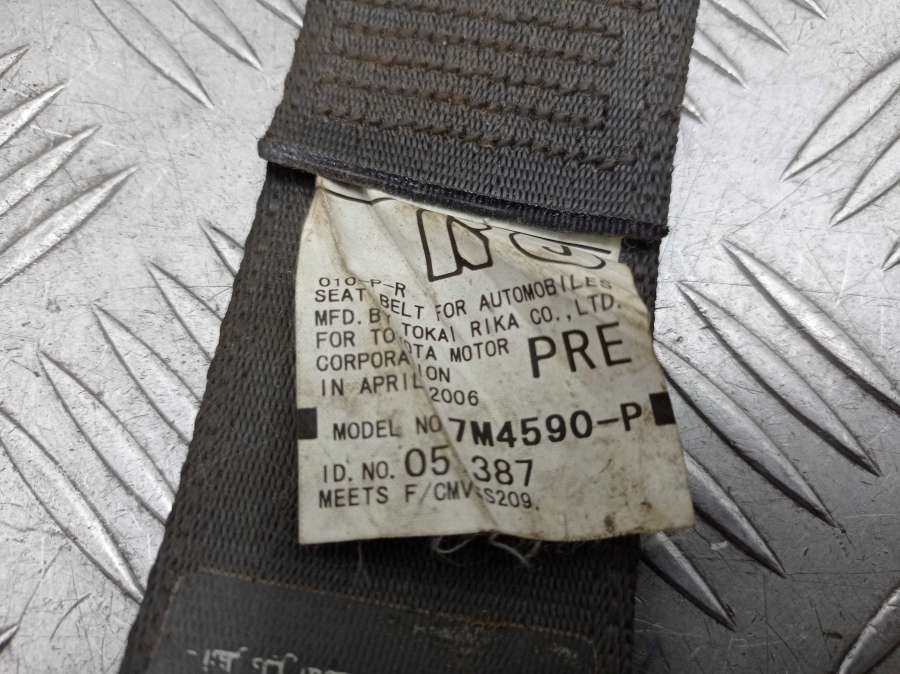 010-P-R
SEAT BELT FOR AUTOMOBILES
MFD. BY TOKAI RIKA CO., LTD.
FOR TOYOTA MOTOR
CORPORATION
PRE
IN APRIL 2006
MODEL NO 7M4590-P
ID. NO. 05 387
MEETS F/CMVSS209.